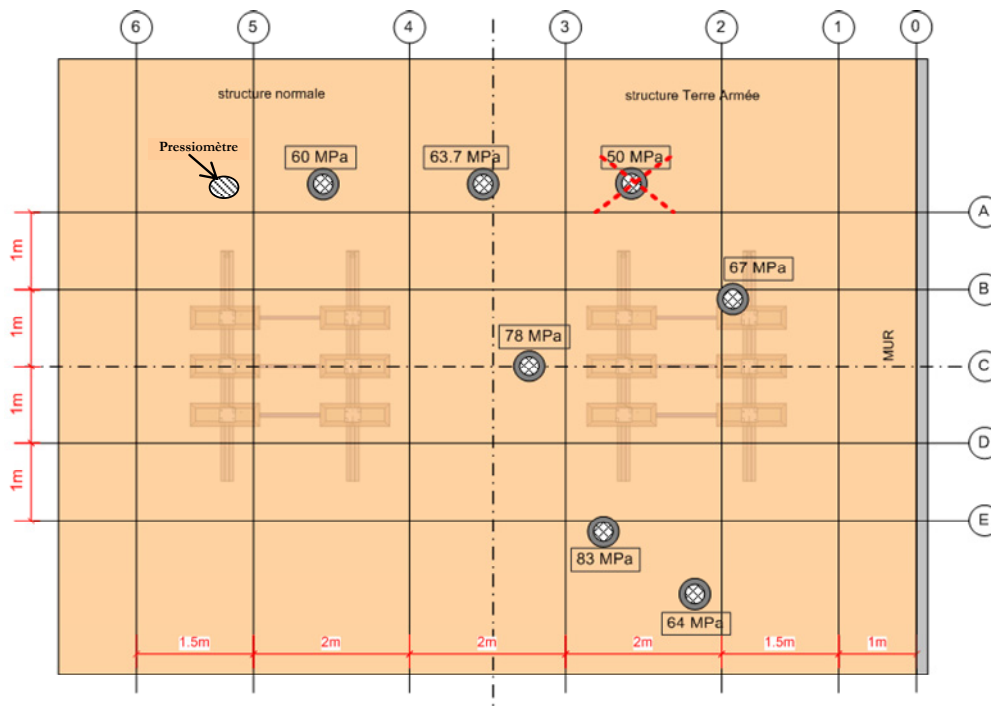 6 5 4 3 2 1 0
structure normale
structure Terre Armée
Pressiomètre
60 MPa
63.7 MPa
50 MPa
A
1m
67 MPa
B
1m
78 MPa
MUR
C
1m
D
1m
E
83 MPa
64 MPa
1.5m 2m 2m 2m 1.5m 1m